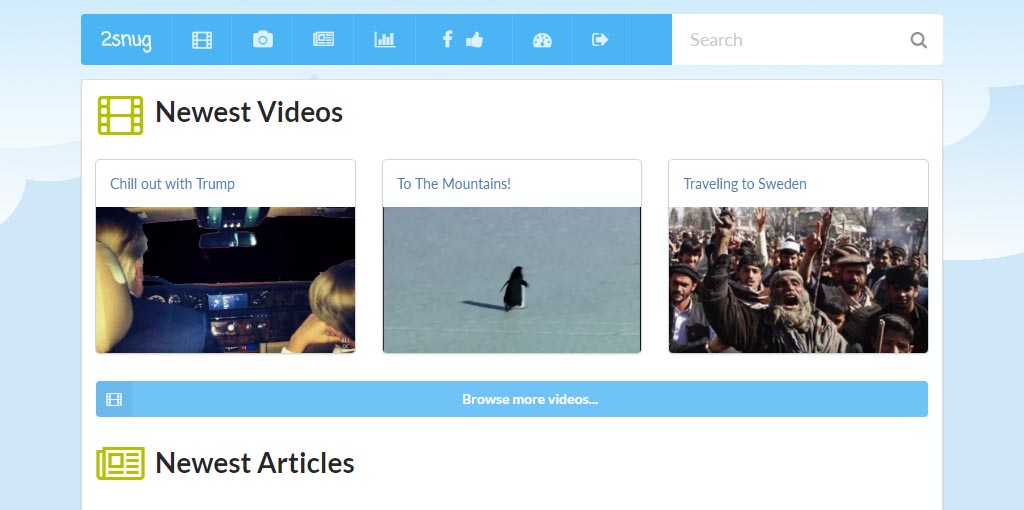 2snug
Search
Newest Videos
Chill out with Trump
To The Mountains!
Traveling to Sweden
Browse more videos...
Newest Articles